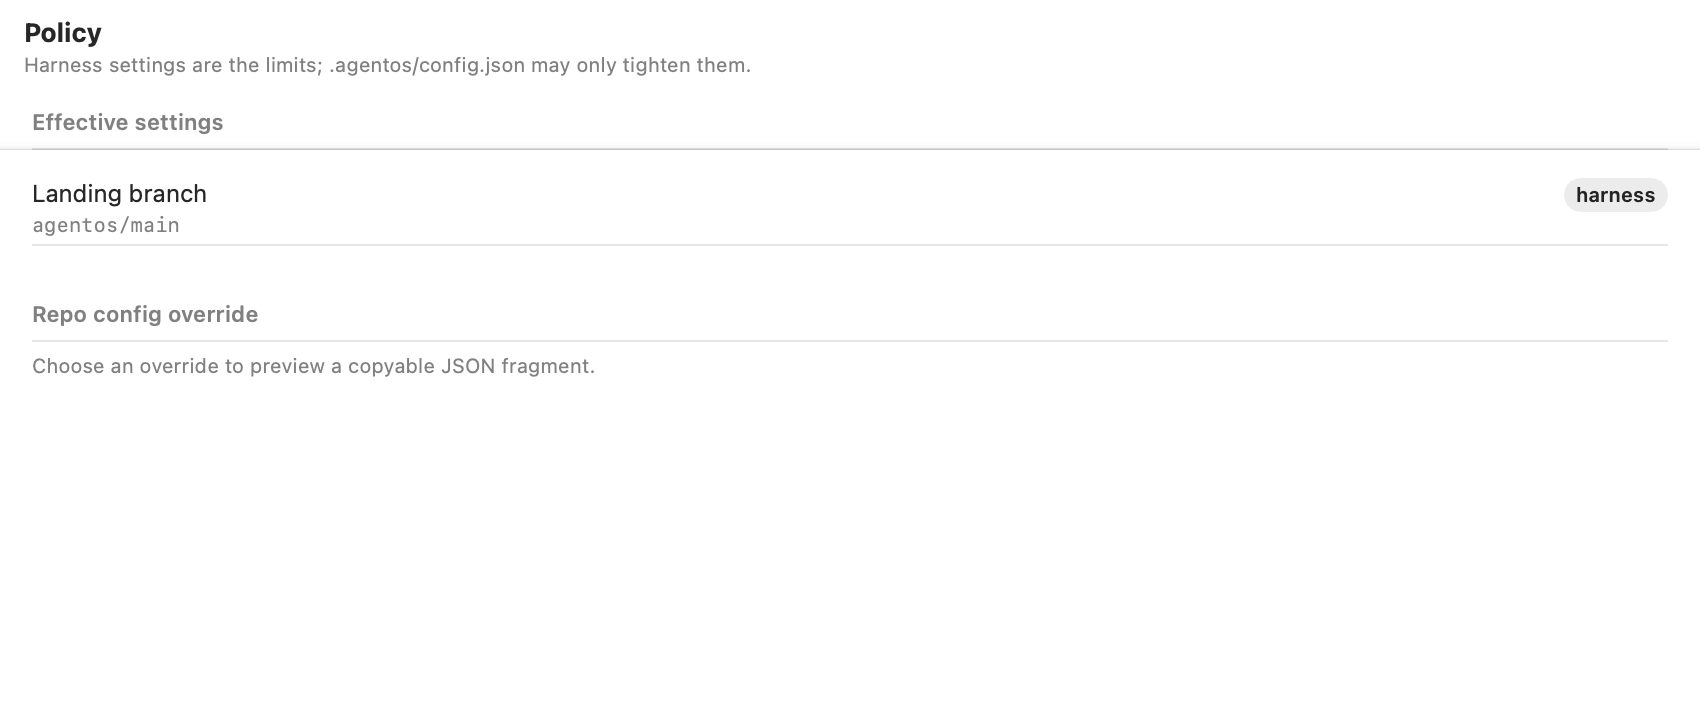 Policy
Harness settings are the limits; .agentos/config.json may only tighten them.
Effective settings
Landing branch
harness
agentos/main
Repo config override
Choose an override to preview a copyable JSON fragment.